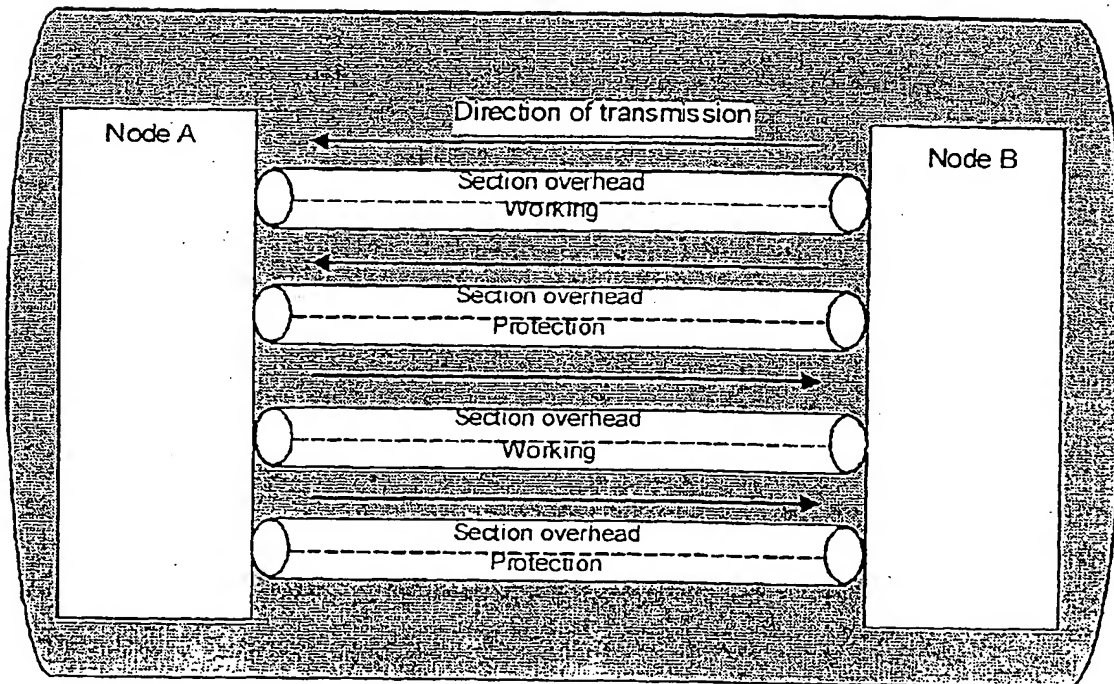 Direction of transmission
Node A
Node B
Section overhead
Working
Section overhead
Protection
Section overhead
Working
Section overhead
Protection